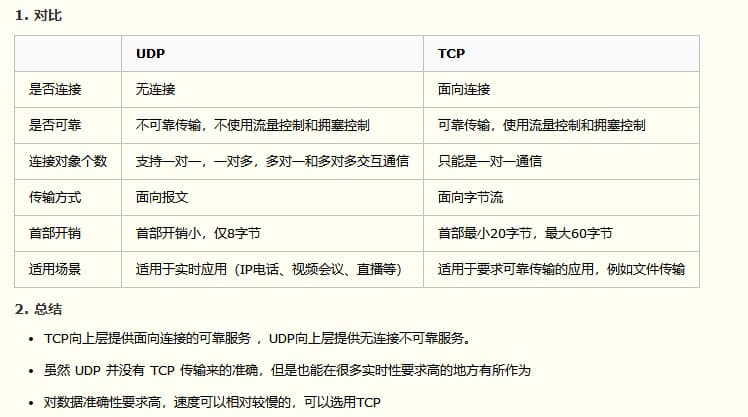 1. 对比
UDP TCP
是否连接 无连接 面向连接
是否可靠 不可靠传输，不使用流量控制和拥塞控制 可靠传输，使用流量控制和拥塞控制
连接对象个数 支持一对一，一对多，多对一和多对多交互通信 只能是一对一通信
传输方式 面向报文 面向字节流
首部开销 首部开销小，仅8字节 首部最小20字节，最大60字节
适用场景 适用于实时应用（IP电话、视频会议、直播等） 适用于要求可靠传输的应用，例如文件传输
2. 总结
• TCP向上层提供面向连接的可靠服务 ，UDP向上层提供无连接不可靠服务。
• 虽然 UDP 并没有 TCP 传输来的准确，但是也能在很多实时性要求高的地方有所作为
• 对数据准确性要求高，速度可以相对较慢的，可以选用TCP